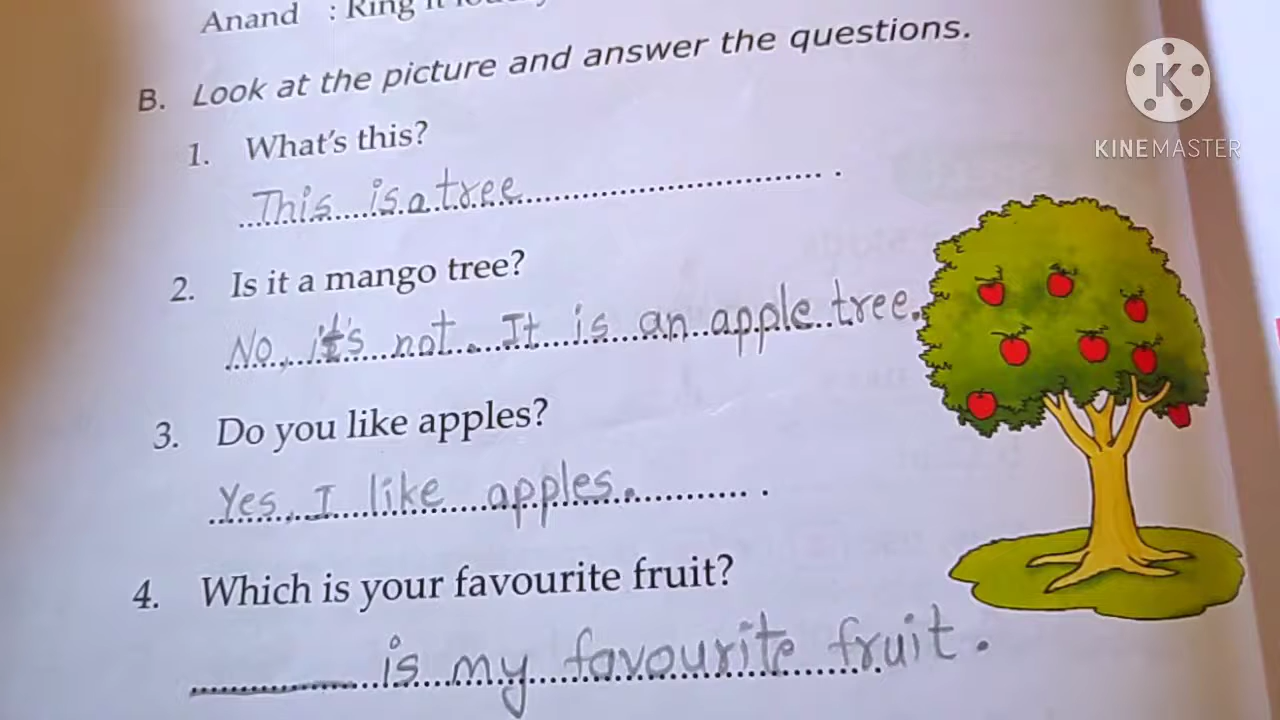 Anand : Ring it
B. Look at the picture and answer the questions.
KINEMASTER
1. What's this?
This is a tree
2. Is it a mango tree?
No, it's not. It is an apple tree.
3. Do you like apples?
Yes, I like apples.
4. Which is your favourite fruit?
is my favourite fruit.